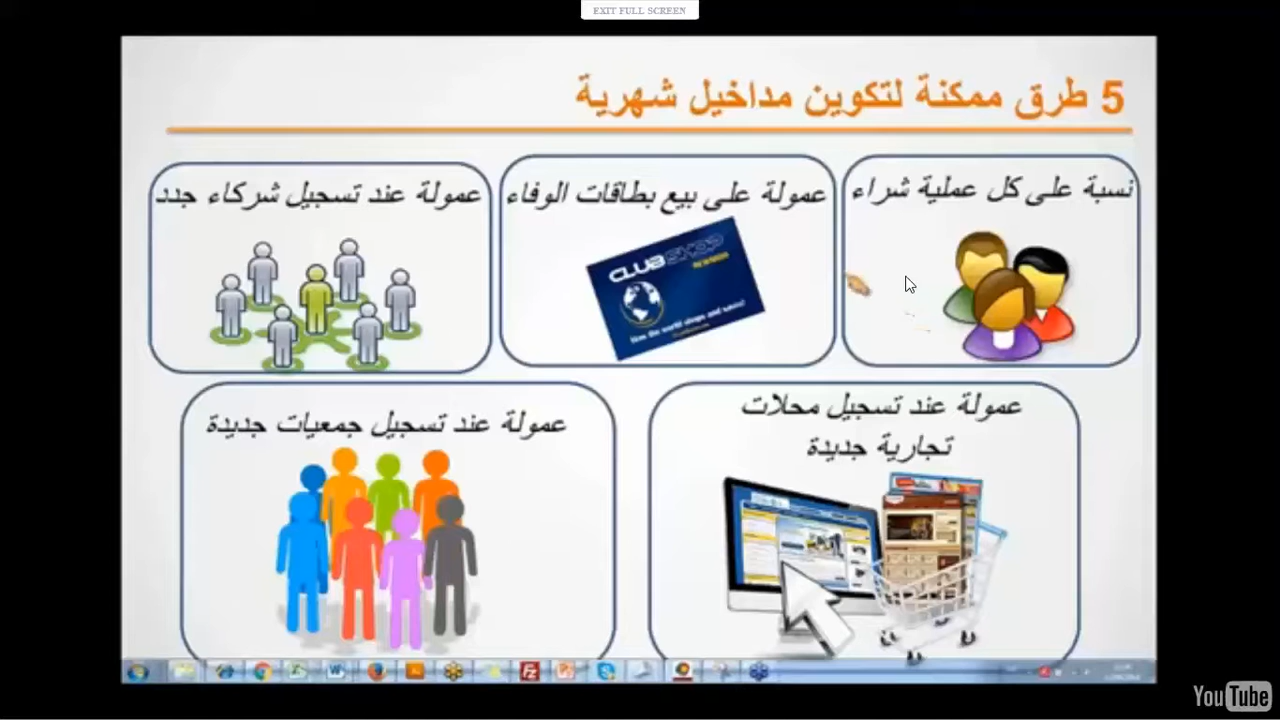 EXIT FULL SCREEN
5 طرق ممكنة لتكوين مداخيل شهرية
نسبة على كل عملية شراء
عمولة على بيع بطاقات الوفاء
CLUBSHOP
REWARDS
عمولة عند تسجيل شركاء جدد
عمولة عند تسجيل محلات
تجارية جديدة
عمولة عند تسجيل جمعيات جديدة
YouTube